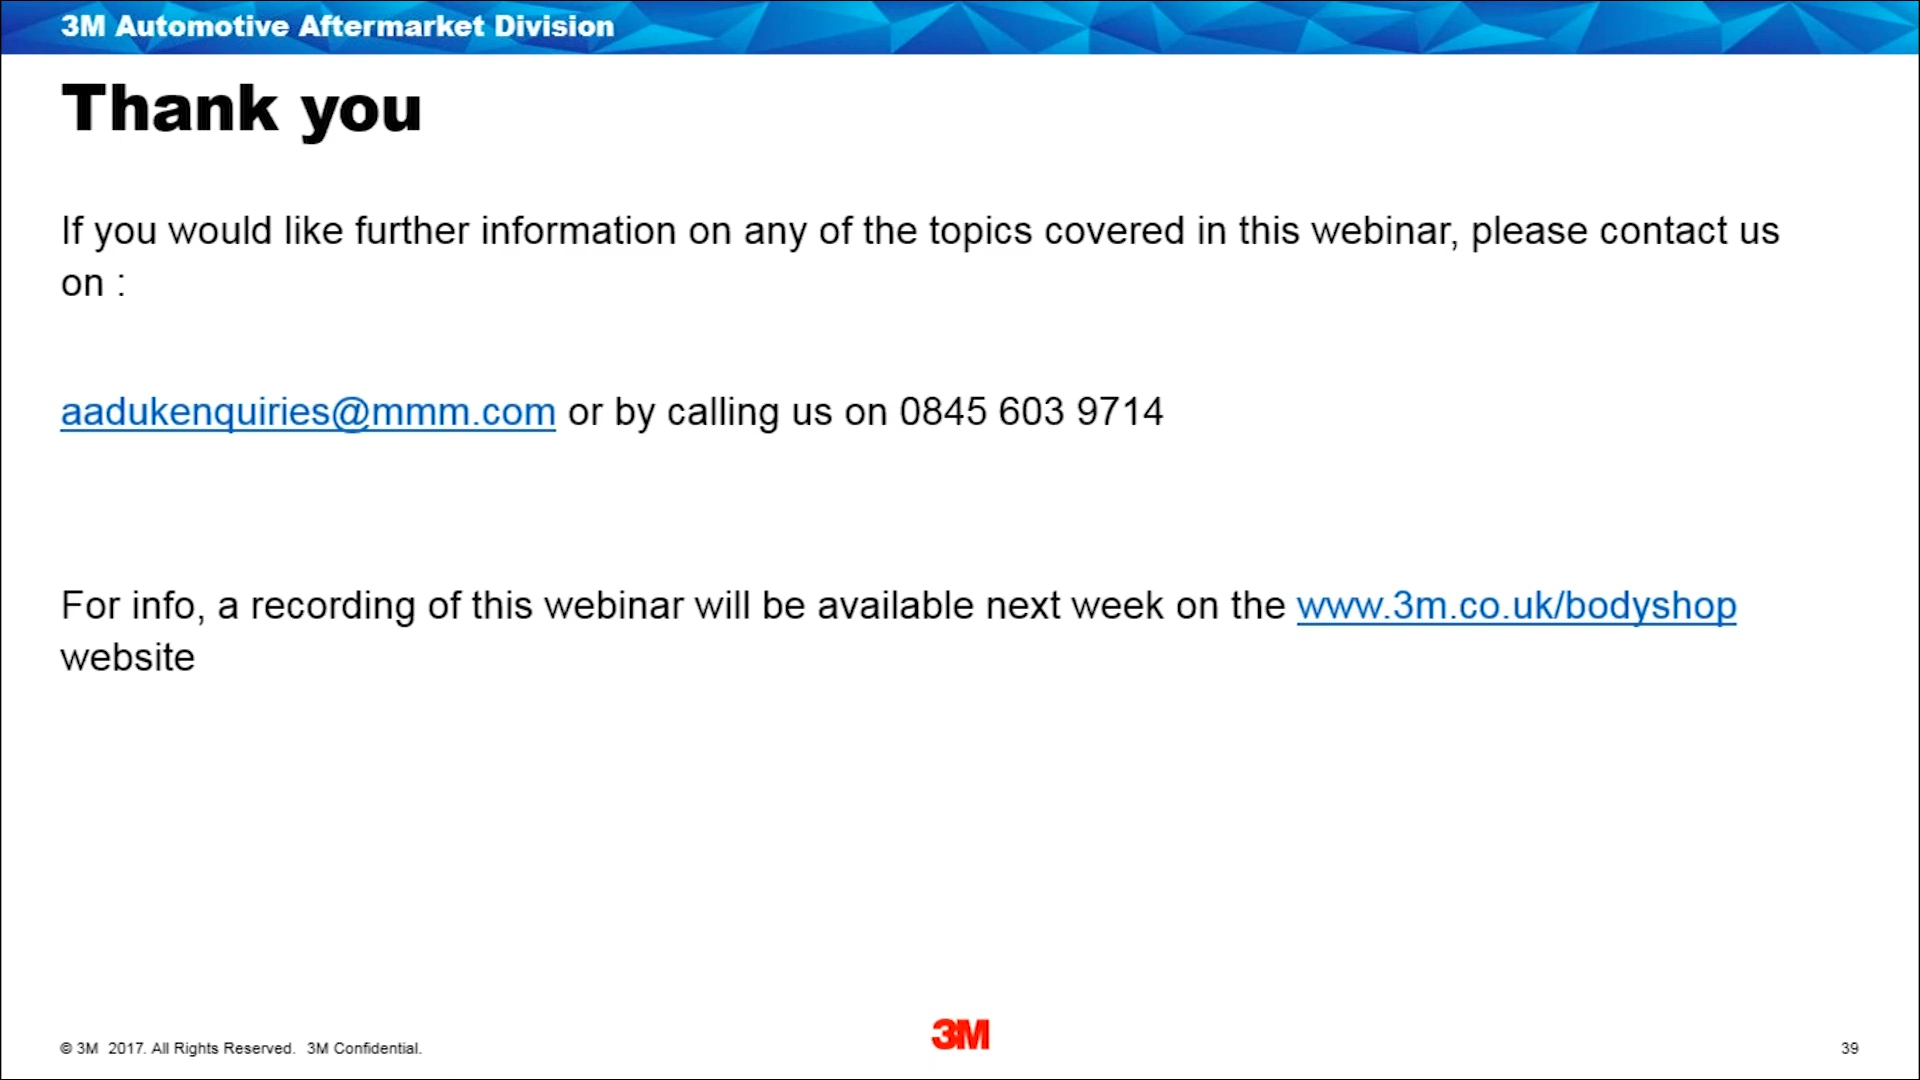 3M Automotive Aftermarket Division
Thank you
If you would like further information on any of the topics covered in this webinar, please contact us
on :
aadukenquiries@mmm.com or by calling us on 0845 603 9714
For info, a recording of this webinar will be available next week on the www.3m.co.uk/bodyshop
website
© 3M 2017. All Rights Reserved. 3M Confidential.
3M
39